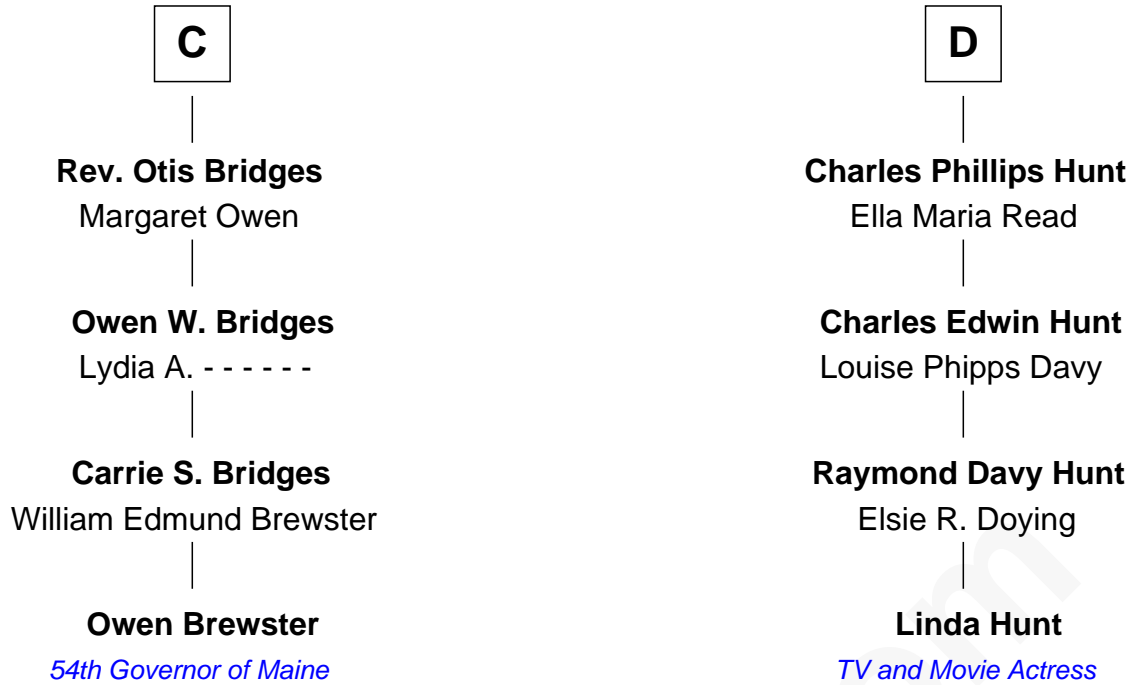 C
Rev. Otis Bridges
Margaret Owen
Owen W. Bridges
Lydia A. - - - - - -
Carrie S. Bridges
William Edmund Brewster
Owen Brewster
54th Governor of Maine
D
Charles Phillips Hunt
Ella Maria Read
Charles Edwin Hunt
Louise Phipps Davy
Raymond Davy Hunt
Elsie R. Doying
Linda Hunt
TV and Movie Actress